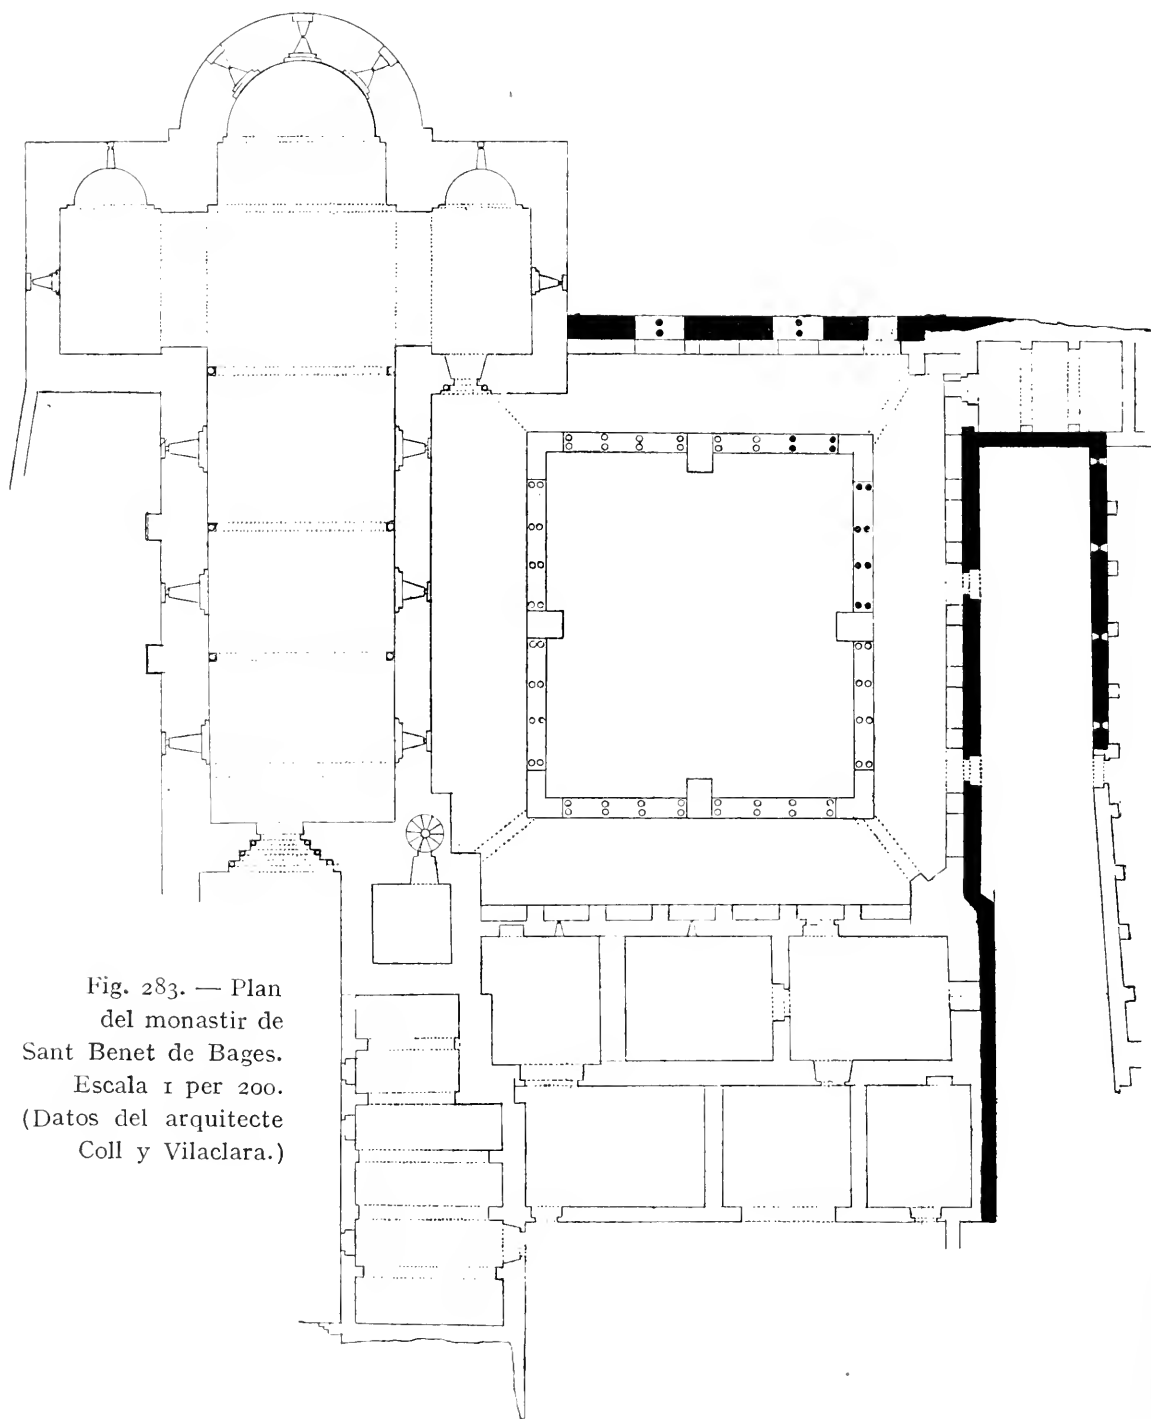 Fig. 283. — Plan
del monastir de
Sant Benet de Bages.
Escala 1 per 200.
(Datos del arquitecte
Coll y Vilaclara.)